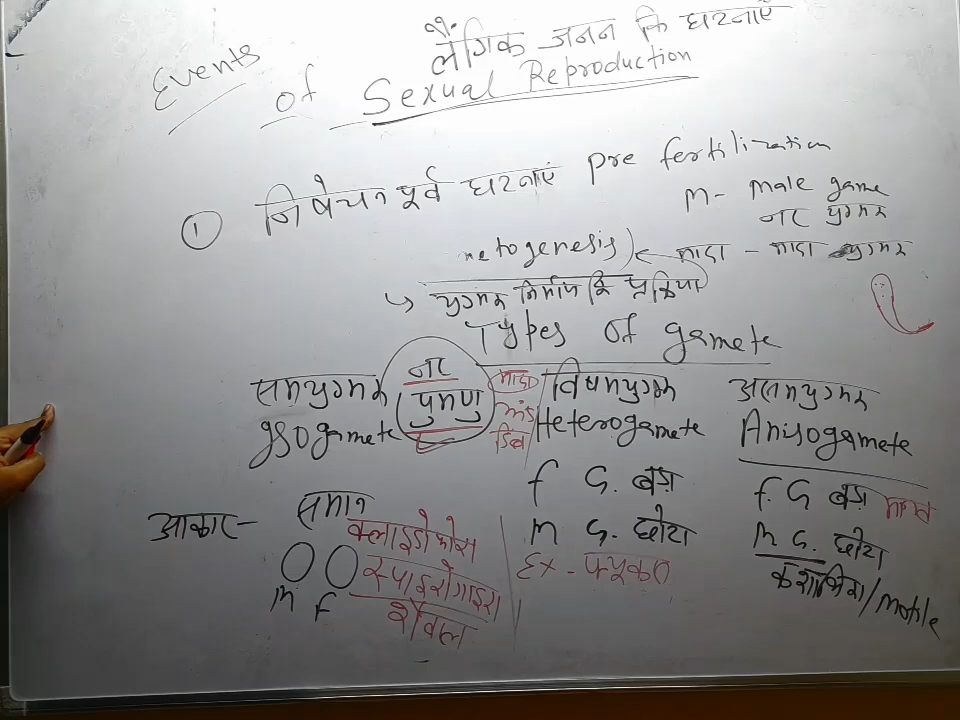 लैंगिक जनन कि घटनाएँ
Events of Sexual Reproduction
① निषेचन पूर्व घटनाएं Pre fertilization
M - male game
नर युग्मक
metogenesis) ← मादा - मादा युग्मक
↳ युग्मक निर्माण कि प्रक्रिया
Types of gamete
समयुग्मक नर मादा विषमयुग्मक असमयुग्मक
Isogamete पुमणु अंड Heterogamete Anisogamete
डिंब
f G. बड़ा f. G बड़ा
आकार - समान m G. छोटा m G. छोटा
क्लाइडोफोरा Ex - फ्यूकस कशाभिका / motile
स्पाइरोगाइरा
M F शैवाल